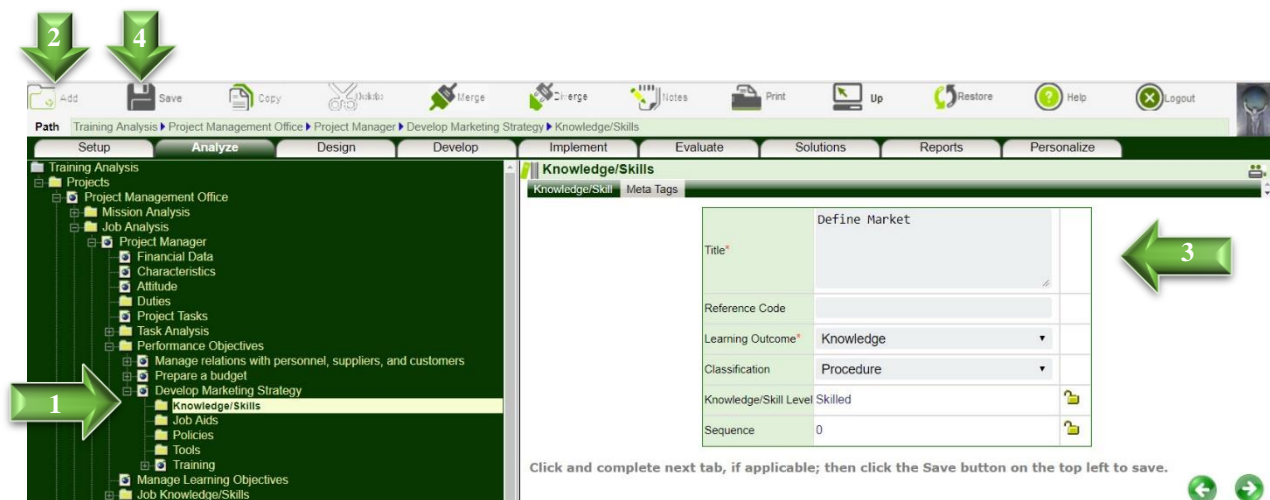 2 4
Add Save Copy Delete Merge Diverge Notes Print Up Restore Help Logout
Path Training Analysis Project Management Office Project Manager Develop Marketing Strategy Knowledge/Skills
Setup Analyze Design Develop Implement Evaluate Solutions Reports Personalize
Training Analysis
Projects
Project Management Office
Mission Analysis
Job Analysis
Project Manager
Financial Data
Characteristics
Attitude
Duties
Project Tasks
Task Analysis
Performance Objectives
Manage relations with personnel, suppliers, and customers
Prepare a budget
1
Develop Marketing Strategy
Knowledge/Skills
Job Aids
Policies
Tools
Training
Manage Learning Objectives
Job Knowledge/Skills
Knowledge/Skills
Knowledge/Skill Meta Tags
Title* Define Market
3
Reference Code
Learning Outcome* Knowledge
Classification Procedure
Knowledge/Skill Level Skilled
Sequence 0
Click and complete next tab, if applicable; then click the Save button on the top left to save.